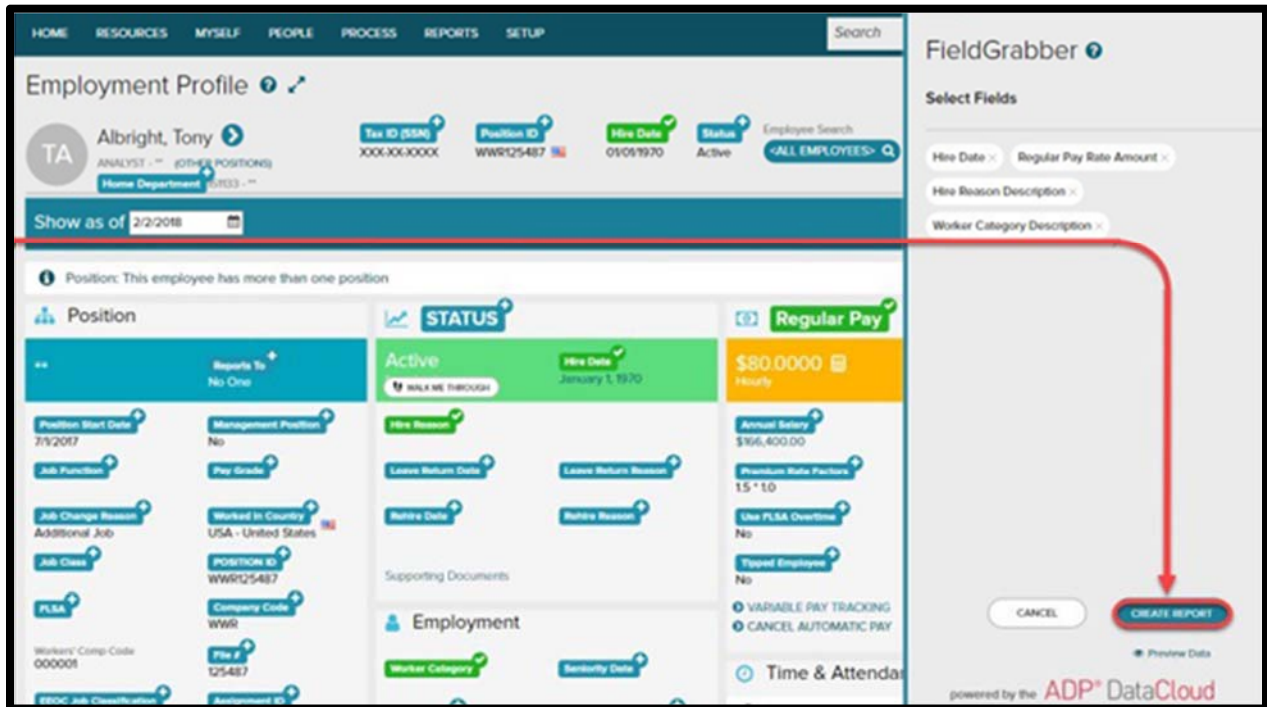 HOME RESOURCES MYSELF PEOPLE PROCESS REPORTS SETUP Search
Employment Profile
TA
Albright, Tony
ANALYST - "" (OTHER POSITIONS)
Home Department
Tax ID (SSN) Position ID Hire Date Status Employee Search
XXX-XX-XXXX WWR125487 01/01/1970 Active <ALL EMPLOYEES>
Show as of 2/2/2018
Position: This employee has more than one position
Position
Reports To
No One
Position Start Date Management Position
7/1/2017 No
Job Function Pay Grade
Job Change Reason Worked In Country
Additional Job USA - United States
Job Class POSITION ID
WWR125487
FLSA Company Code
WWR
Workers' Comp Code File #
000001 125487
EEOC Job Classification Assignment ID
STATUS
Active Hire Date
WALK ME THROUGH January 1, 1970
Hire Reason
Leave Return Date Leave Return Reason
Rehire Date Rehire Reason
Supporting Documents
Employment
Worker Category Seniority Date
Regular Pay
$80.0000
Hourly
Annual Salary
$166,400.00
Premium Rate Factors
1.5 * 1.0
Use FLSA Overtime
No
Tipped Employee
No
VARIABLE PAY TRACKING
CANCEL AUTOMATIC PAY
Time & Attendan
FieldGrabber
Select Fields
Hire Date × Regular Pay Rate Amount ×
Hire Reason Description ×
Worker Category Description ×
CANCEL CREATE REPORT
Preview Data
powered by the ADP® DataCloud